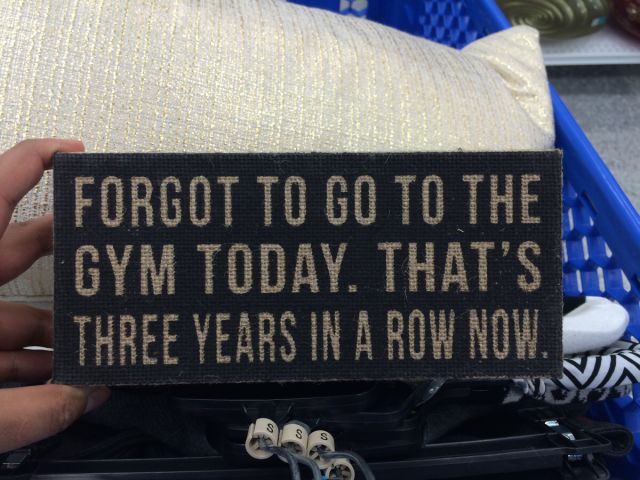 FORGOT TO GO TO THE
GYM TODAY. THAT'S
THREE YEARS IN A ROW NOW.
S
S
S
S